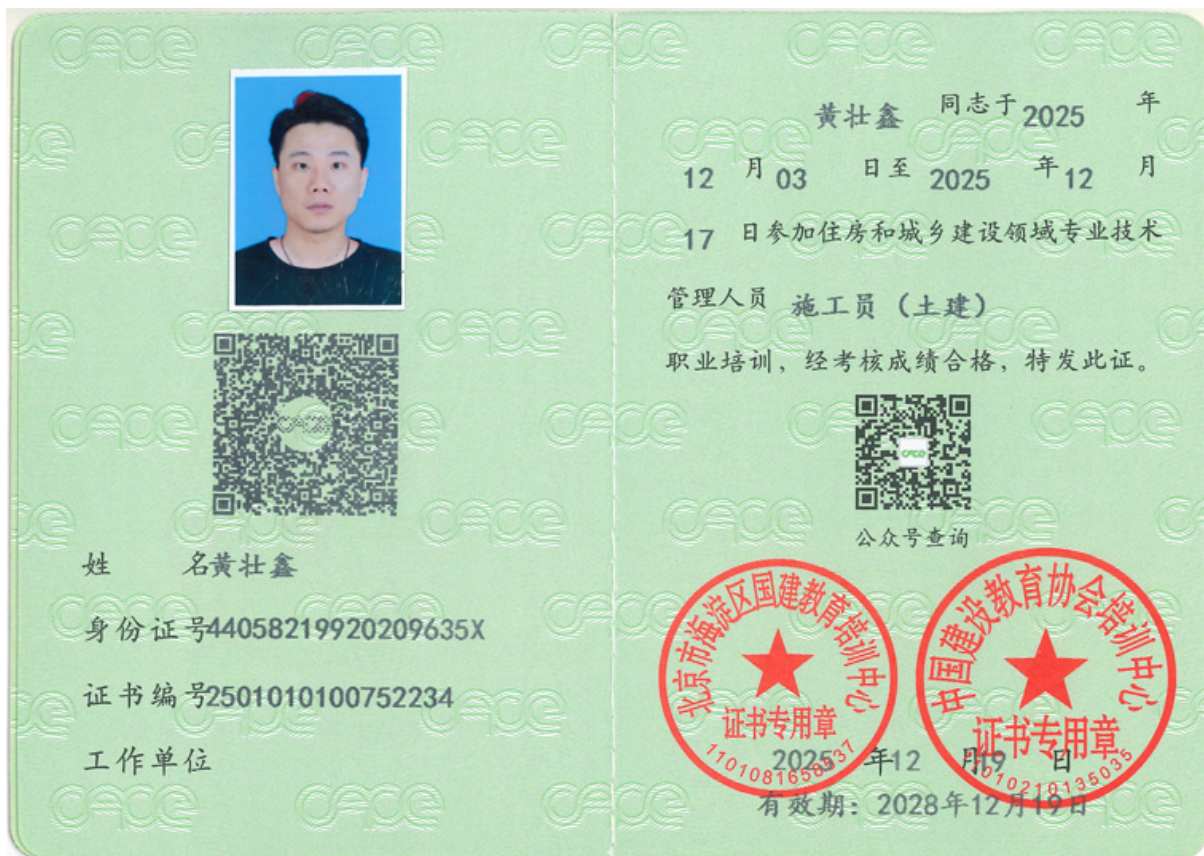 姓 名黄壮鑫
身份证号44058219920209635X
证书编号2501010100752234
工作单位
黄壮鑫 同志于2025 年
12 月 03 日至 2025 年 12 月
17 日参加住房和城乡建设领域专业技术
管理人员 施工员（土建）
职业培训，经考核成绩合格，特发此证。
CACE
公众号查询
北京市海淀区国建教育培训中心
证书专用章
中国建设教育协会培训中心
证书专用章
11010210135035
2025 年12 月19 日
有效期：2028年12月19日